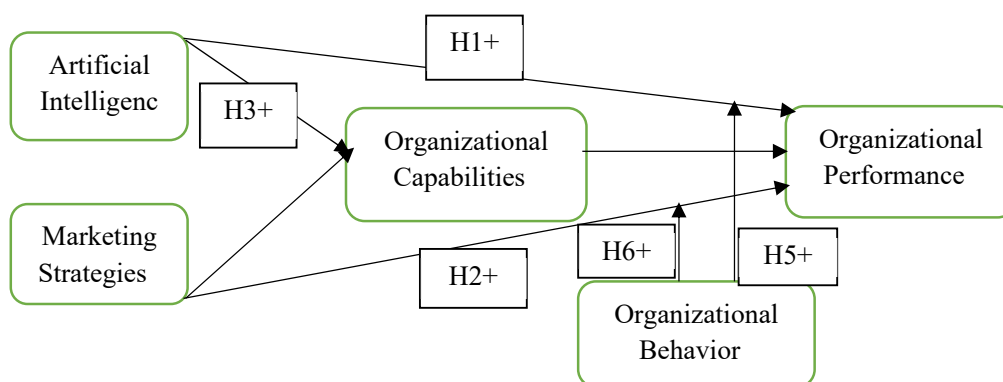 H1+
Artificial
Intelligenc
H3+
Organizational
Capabilities
Organizational
Performance
Marketing
Strategies
H2+
H6+
H5+
Organizational
Behavior